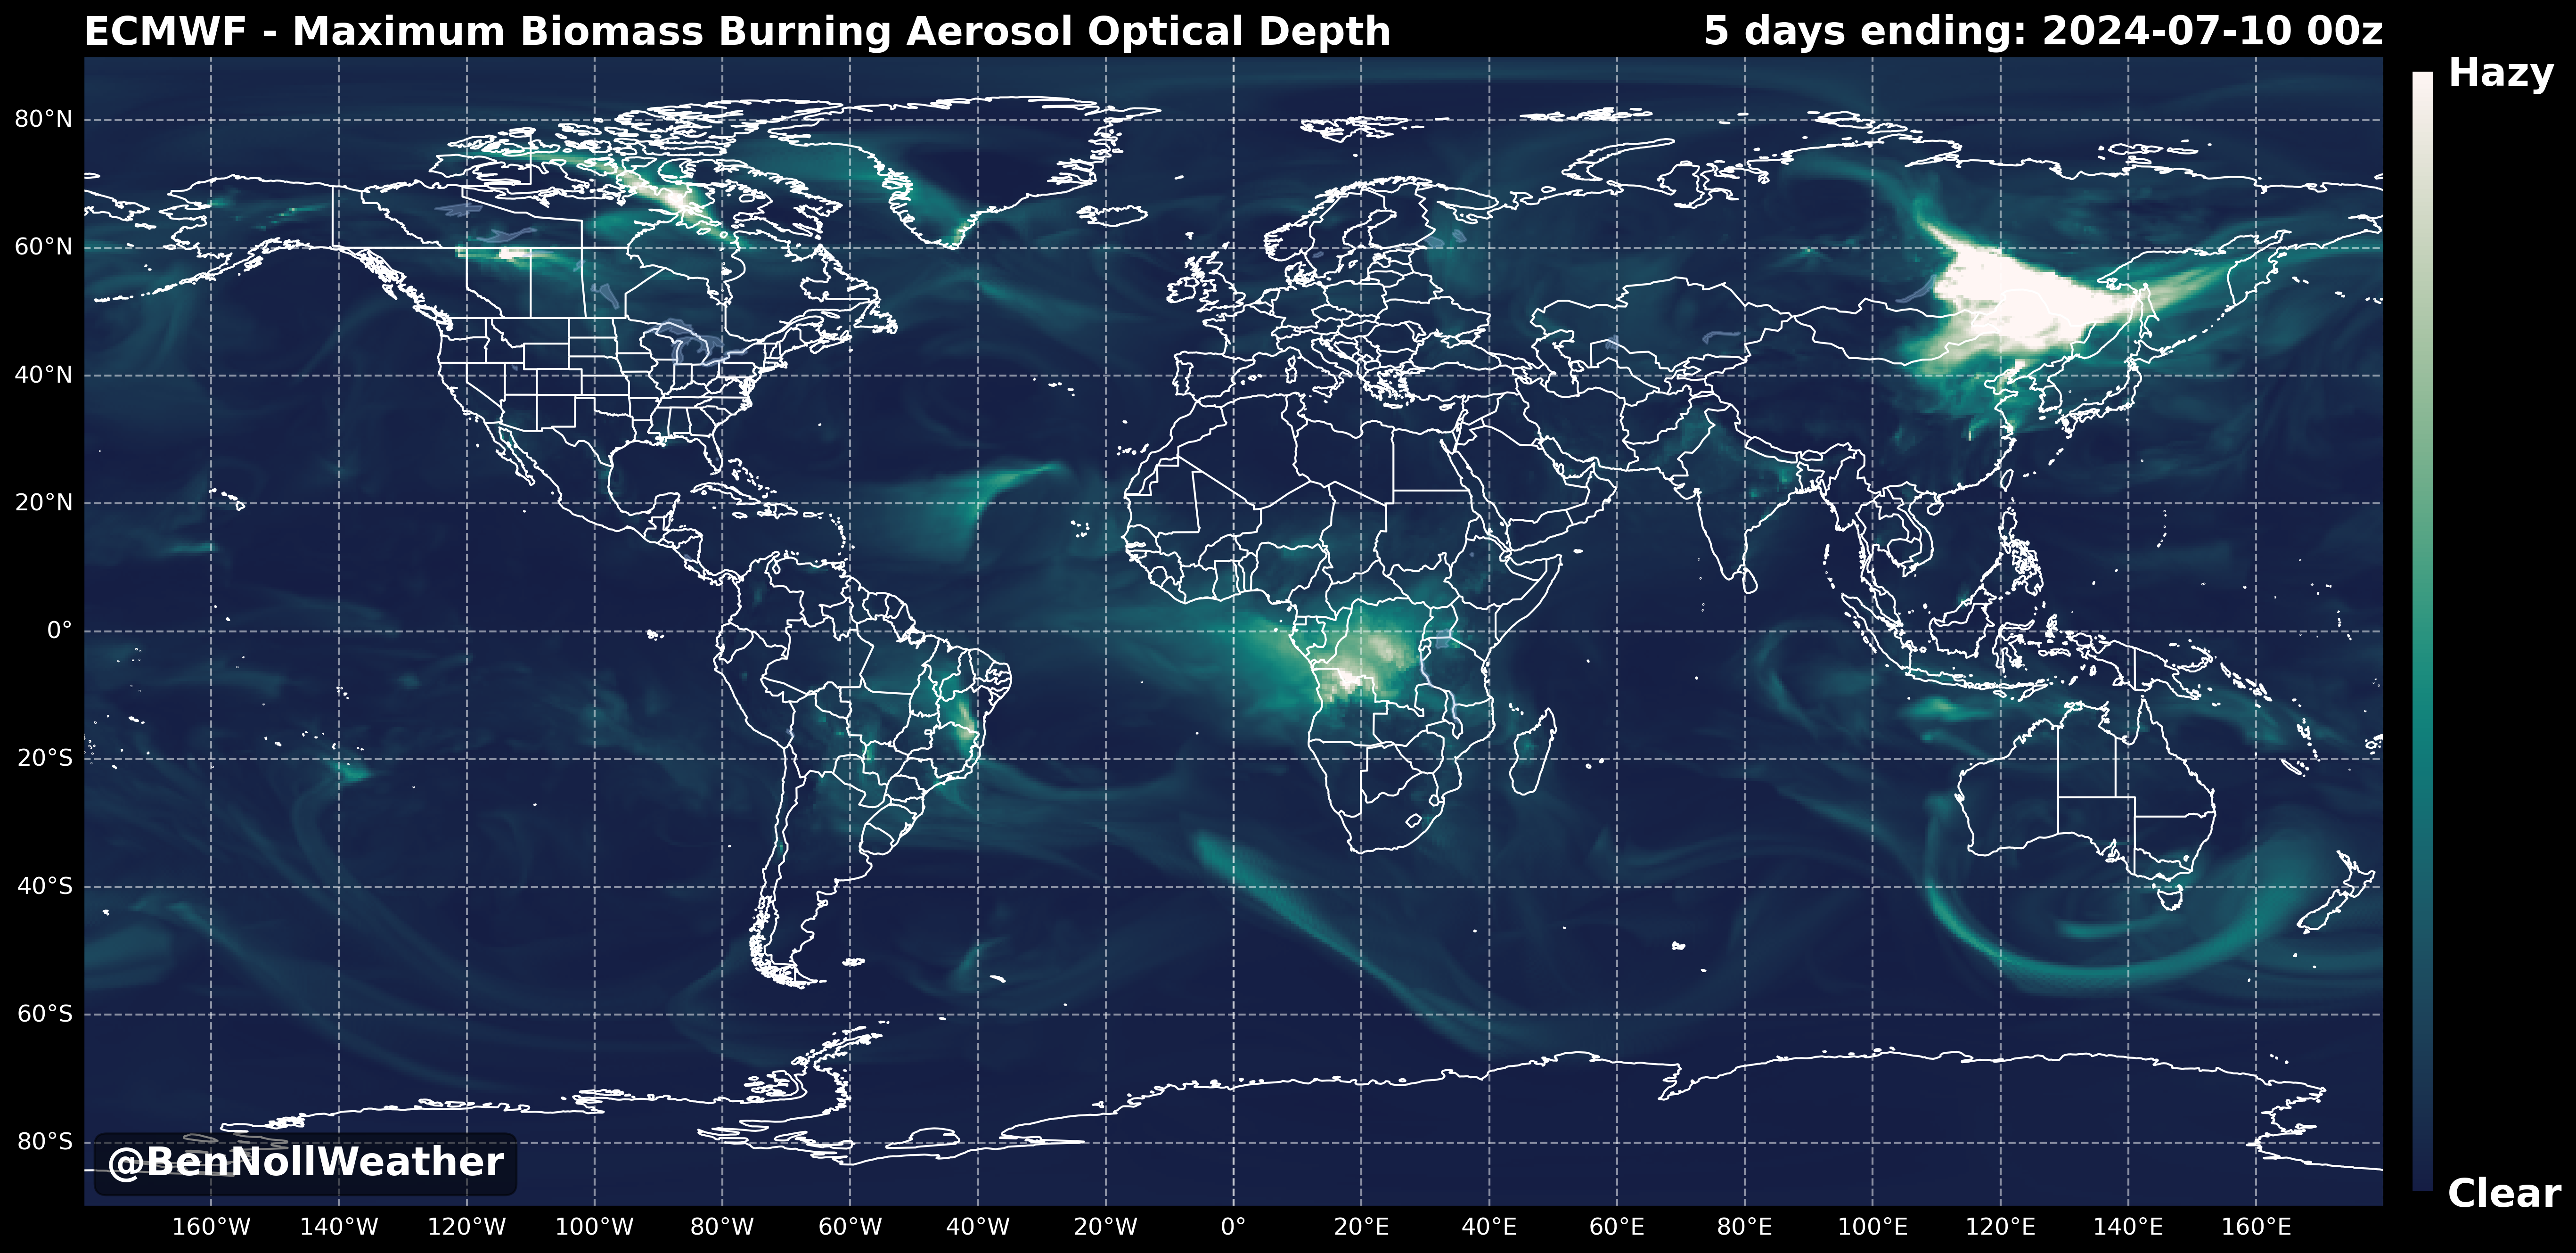 ECMWF - Maximum Biomass Burning Aerosol Optical Depth
5 days ending: 2024-07-10 00z
Hazy
80°N
60°N
40°N
20°N
0°
20°S
40°S
60°S
80°S
@BenNollWeather
Clear
160°W 140°W 120°W 100°W 80°W 60°W 40°W 20°W 0° 20°E 40°E 60°E 80°E 100°E 120°E 140°E 160°E